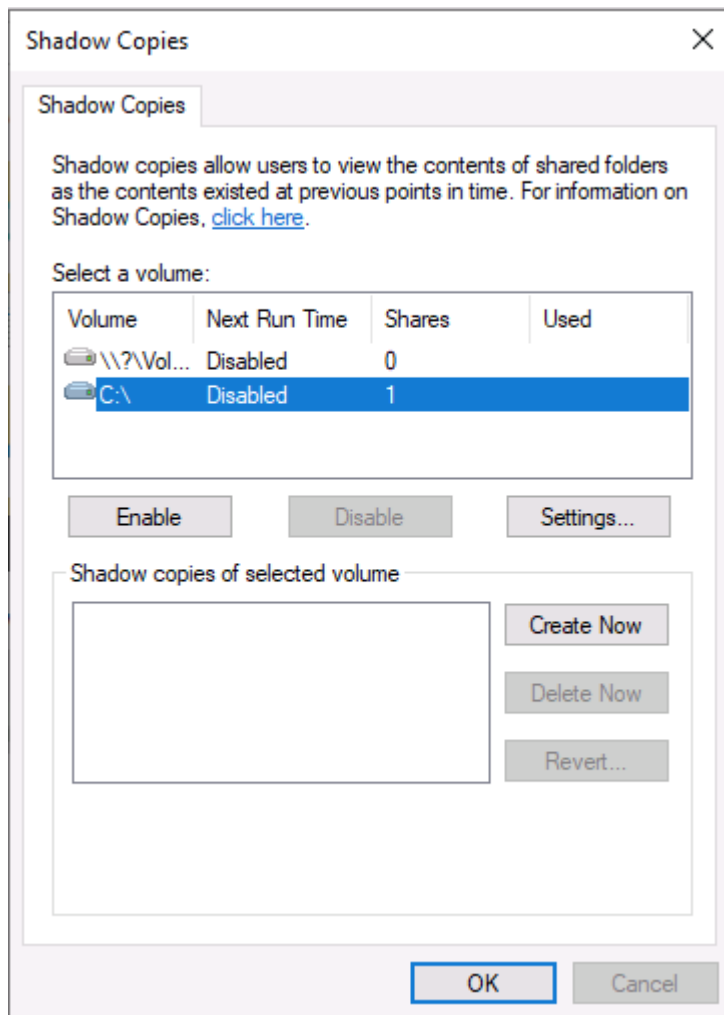 Shadow Copies
Shadow Copies
Shadow copies allow users to view the contents of shared folders
as the contents existed at previous points in time. For information on
Shadow Copies, click here.
Select a volume:
Volume Next Run Time Shares Used
\\?\Vol... Disabled 0
C:\ Disabled 1
Enable Disable Settings...
Shadow copies of selected volume
Create Now
Delete Now
Revert...
OK Cancel